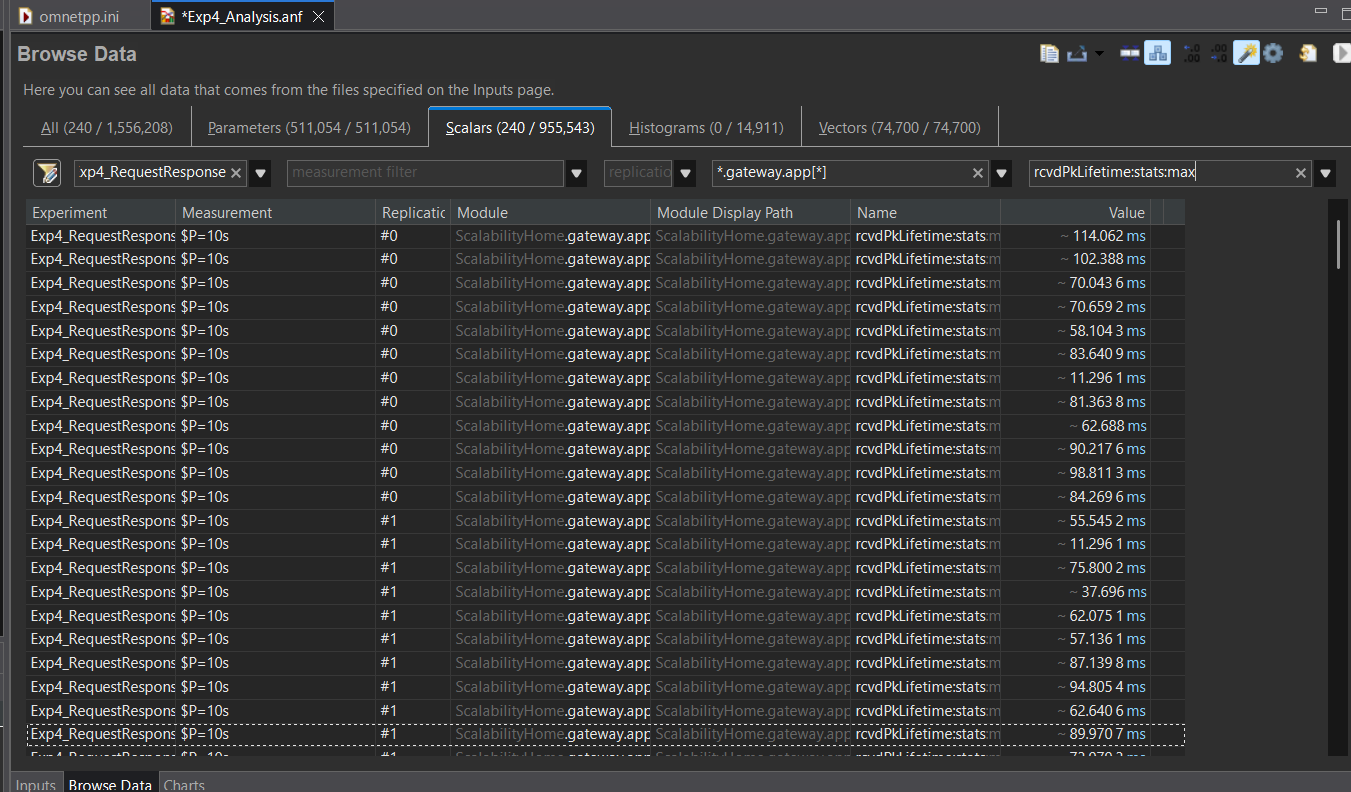 omnetpp.ini *Exp4_Analysis.anf
Browse Data
Here you can see all data that comes from the files specified on the Inputs page.
All (240 / 1,556,208) Parameters (511,054 / 511,054) Scalars (240 / 955,543) Histograms (0 / 14,911) Vectors (74,700 / 74,700)
xp4_RequestResponse measurement filter replicatio *.gateway.app[*] rcvdPkLifetime:stats:max
Experiment Measurement Replicatic Module Module Display Path Name Value
Exp4_RequestRespons $P=10s #0 ScalabilityHome.gateway.app ScalabilityHome.gateway.app rcvdPkLifetime:stats:m ~ 114.062 ms
Exp4_RequestRespons $P=10s #0 ScalabilityHome.gateway.app ScalabilityHome.gateway.app rcvdPkLifetime:stats:m ~ 102.388 ms
Exp4_RequestRespons $P=10s #0 ScalabilityHome.gateway.app ScalabilityHome.gateway.app rcvdPkLifetime:stats:m ~ 70.043 6 ms
Exp4_RequestRespons $P=10s #0 ScalabilityHome.gateway.app ScalabilityHome.gateway.app rcvdPkLifetime:stats:m ~ 70.659 2 ms
Exp4_RequestRespons $P=10s #0 ScalabilityHome.gateway.app ScalabilityHome.gateway.app rcvdPkLifetime:stats:m ~ 58.104 3 ms
Exp4_RequestRespons $P=10s #0 ScalabilityHome.gateway.app ScalabilityHome.gateway.app rcvdPkLifetime:stats:m ~ 83.640 9 ms
Exp4_RequestRespons $P=10s #0 ScalabilityHome.gateway.app ScalabilityHome.gateway.app rcvdPkLifetime:stats:m ~ 11.296 1 ms
Exp4_RequestRespons $P=10s #0 ScalabilityHome.gateway.app ScalabilityHome.gateway.app rcvdPkLifetime:stats:m ~ 81.363 8 ms
Exp4_RequestRespons $P=10s #0 ScalabilityHome.gateway.app ScalabilityHome.gateway.app rcvdPkLifetime:stats:m ~ 62.688 ms
Exp4_RequestRespons $P=10s #0 ScalabilityHome.gateway.app ScalabilityHome.gateway.app rcvdPkLifetime:stats:m ~ 90.217 6 ms
Exp4_RequestRespons $P=10s #0 ScalabilityHome.gateway.app ScalabilityHome.gateway.app rcvdPkLifetime:stats:m ~ 98.811 3 ms
Exp4_RequestRespons $P=10s #0 ScalabilityHome.gateway.app ScalabilityHome.gateway.app rcvdPkLifetime:stats:m ~ 84.269 6 ms
Exp4_RequestRespons $P=10s #1 ScalabilityHome.gateway.app ScalabilityHome.gateway.app rcvdPkLifetime:stats:m ~ 55.545 2 ms
Exp4_RequestRespons $P=10s #1 ScalabilityHome.gateway.app ScalabilityHome.gateway.app rcvdPkLifetime:stats:m ~ 11.296 1 ms
Exp4_RequestRespons $P=10s #1 ScalabilityHome.gateway.app ScalabilityHome.gateway.app rcvdPkLifetime:stats:m ~ 75.800 2 ms
Exp4_RequestRespons $P=10s #1 ScalabilityHome.gateway.app ScalabilityHome.gateway.app rcvdPkLifetime:stats:m ~ 37.696 ms
Exp4_RequestRespons $P=10s #1 ScalabilityHome.gateway.app ScalabilityHome.gateway.app rcvdPkLifetime:stats:m ~ 62.075 1 ms
Exp4_RequestRespons $P=10s #1 ScalabilityHome.gateway.app ScalabilityHome.gateway.app rcvdPkLifetime:stats:m ~ 57.136 1 ms
Exp4_RequestRespons $P=10s #1 ScalabilityHome.gateway.app ScalabilityHome.gateway.app rcvdPkLifetime:stats:m ~ 87.139 8 ms
Exp4_RequestRespons $P=10s #1 ScalabilityHome.gateway.app ScalabilityHome.gateway.app rcvdPkLifetime:stats:m ~ 94.805 4 ms
Exp4_RequestRespons $P=10s #1 ScalabilityHome.gateway.app ScalabilityHome.gateway.app rcvdPkLifetime:stats:m ~ 62.640 6 ms
Exp4_RequestRespons $P=10s #1 ScalabilityHome.gateway.app ScalabilityHome.gateway.app rcvdPkLifetime:stats:m ~ 89.970 7 ms
Inputs Browse Data Charts